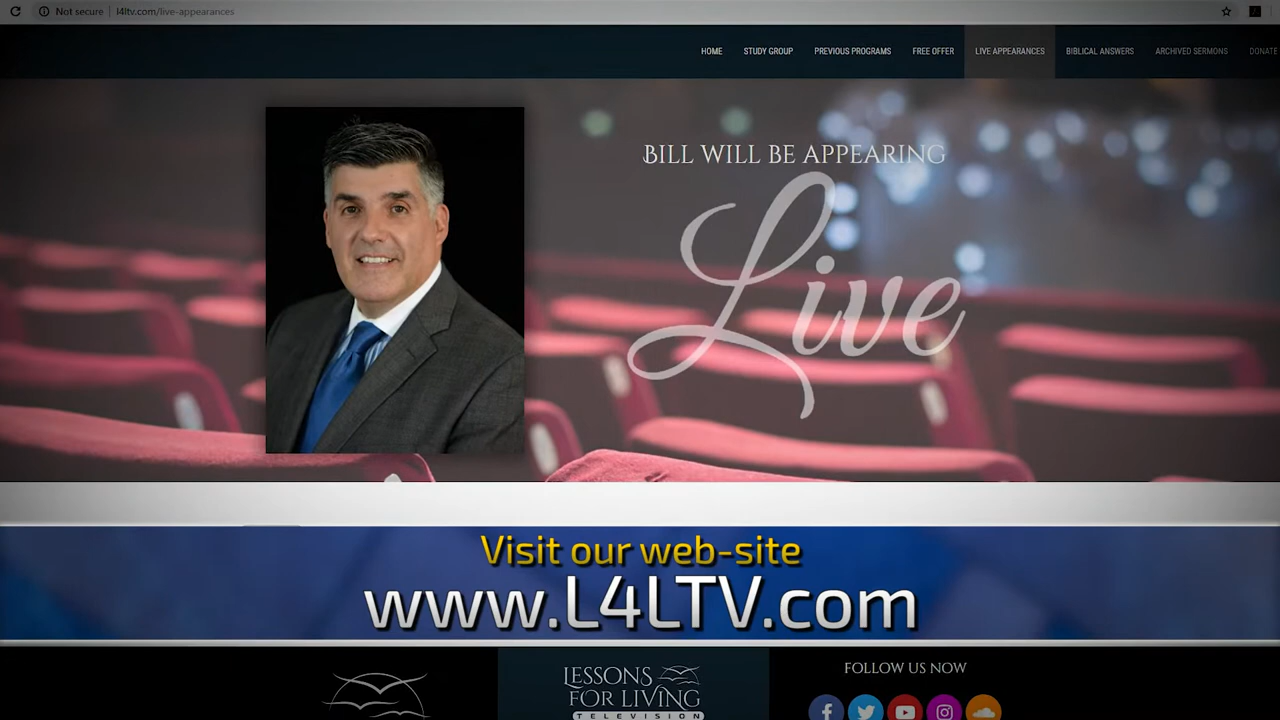 Not secure
l4ltv.com/live-appearances
HOME
STUDY GROUP
PREVIOUS PROGRAMS
FREE OFFER
LIVE APPEARANCES
BIBLICAL ANSWERS
ARCHIVED SERMONS
DONATE
BILL WILL BE APPEARING
Live
Visit our web-site
www.L4LTV.com
LESSONS
FOR LIVING
TELEVISION
FOLLOW US NOW